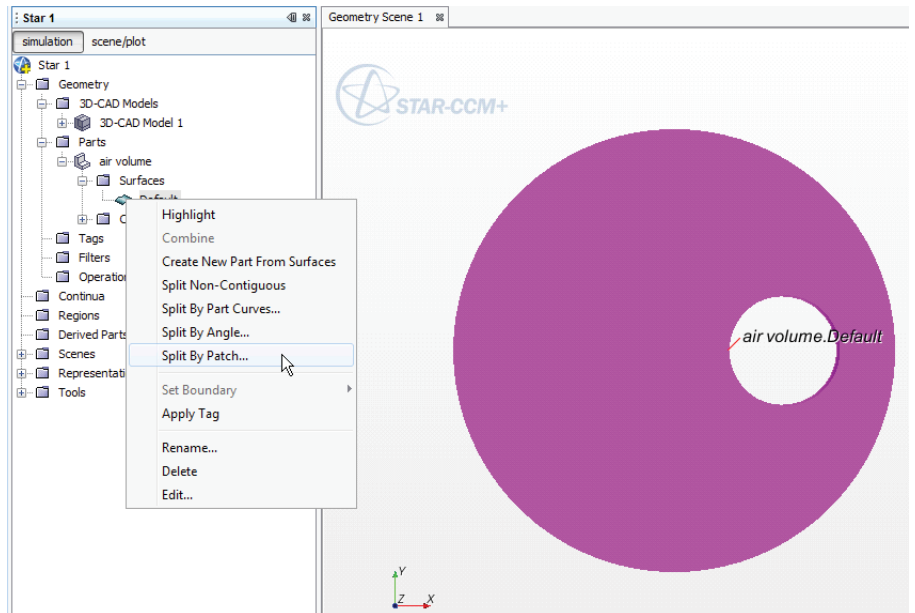 Star 1
simulation scene/plot
Star 1
Geometry
3D-CAD Models
3D-CAD Model 1
Parts
air volume
Surfaces
Default
C
Tags
Filters
Operation
Continua
Regions
Derived Parts
Scenes
Representati
Tools
Highlight
Combine
Create New Part From Surfaces
Split Non-Contiguous
Split By Part Curves...
Split By Angle...
Split By Patch...
Set Boundary
Apply Tag
Rename...
Delete
Edit...
Geometry Scene 1
STAR-CCM+
air volume.Default
Y
Z X